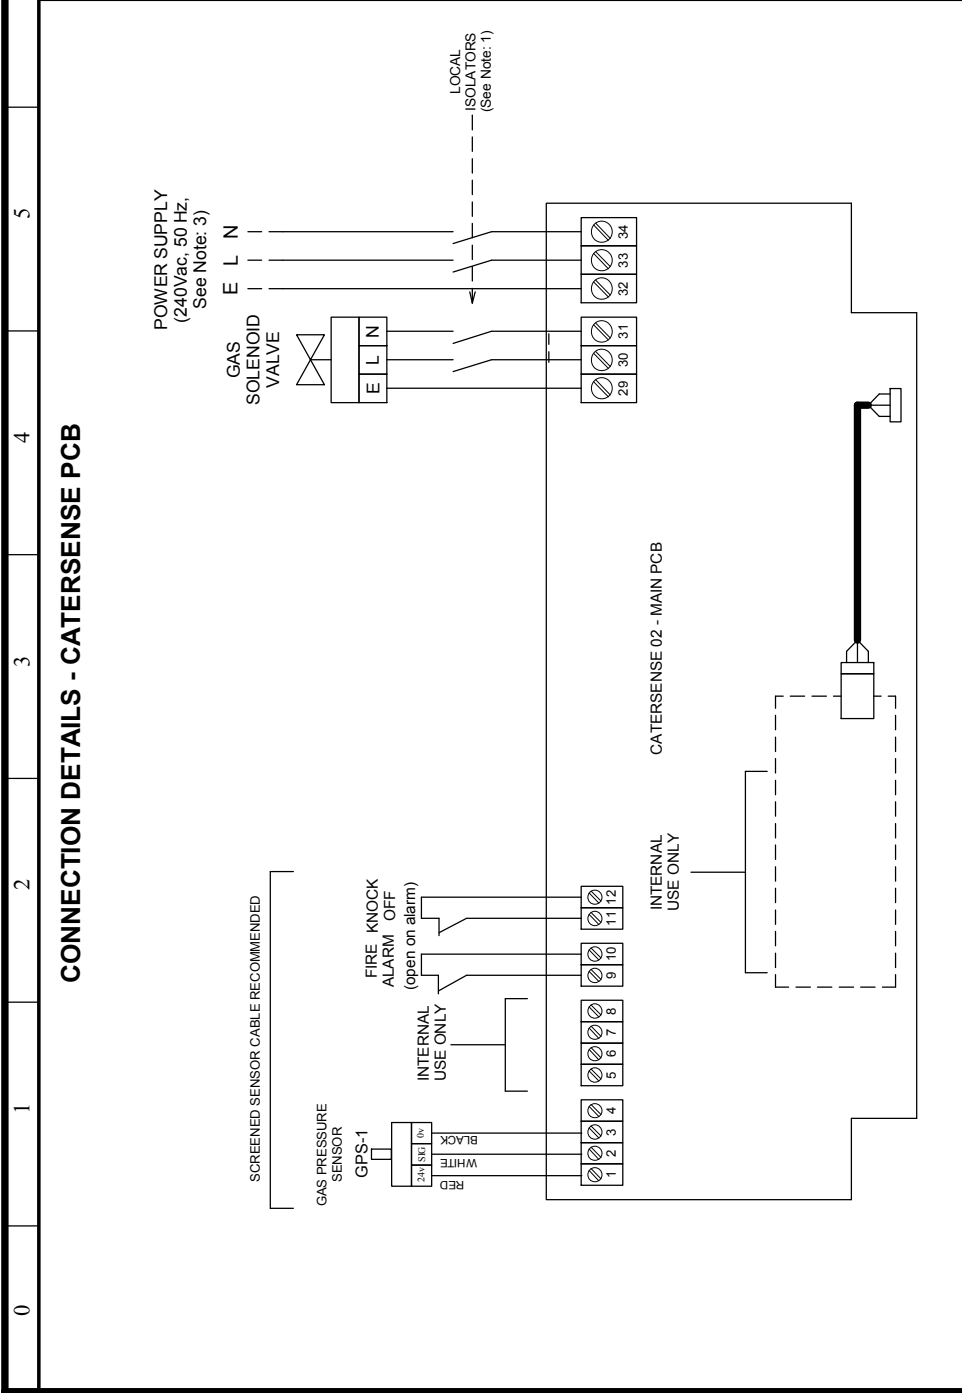 0 1 2 3 4 5
CONNECTION DETAILS - CATERSENSE PCB
SCREENED SENSOR CABLE RECOMMENDED
GAS PRESSURE
SENSOR
GPS-1
24v SIG 0v
RED
WHITE
BLACK
INTERNAL
USE ONLY
FIRE KNOCK
ALARM OFF
(open on alarm)
GAS
SOLENOID
VALVE
E L N
POWER SUPPLY
(240Vac, 50 Hz,
See Note: 3)
E L N
LOCAL
ISOLATORS
(See Note: 1)
1 2 3 4 5 6 7 8 9 10 11 12 29 30 31 32 33 34
INTERNAL
USE ONLY
CATERSENSE 02 - MAIN PCB